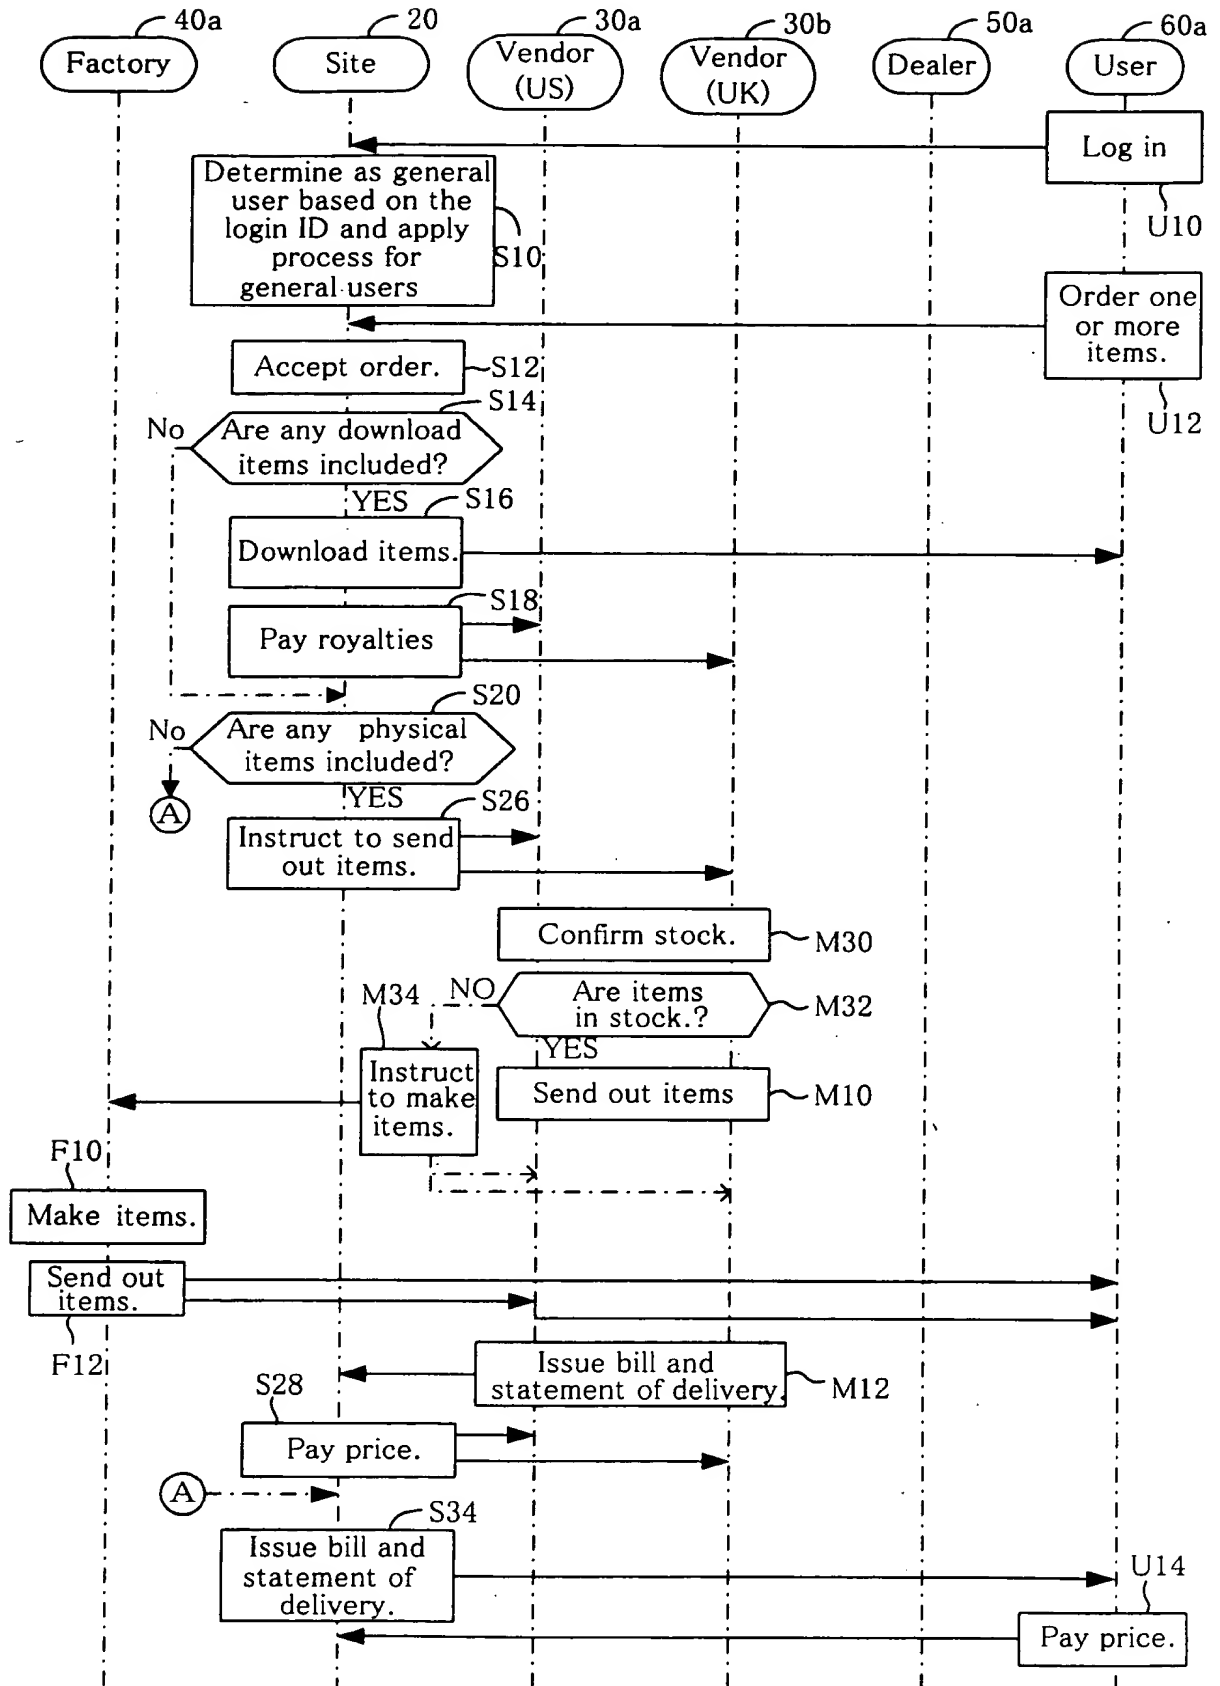 40a
20
30a
30b
50a
60a
Factory
Site
Vendor
(US)
Vendor
(UK)
Dealer
User
Log in
U10
Determine as general
user based on the
login ID and apply
process for
general users
S10
Order one
or more
items.
U12
Accept order.
S12
S14
No
Are any download
items included?
YES
S16
Download items.
S18
Pay royalties
S20
No
Are any physical
items included?
A
YES
S26
Instruct to send
out items.
Confirm stock.
M30
M34
NO
Are items
in stock.?
M32
YES
Instruct
to make
items.
Send out items
M10
F10
Make items.
Send out
items.
F12
Issue bill and
statement of delivery.
M12
S28
Pay price.
A
S34
Issue bill and
statement of
delivery.
U14
Pay price.